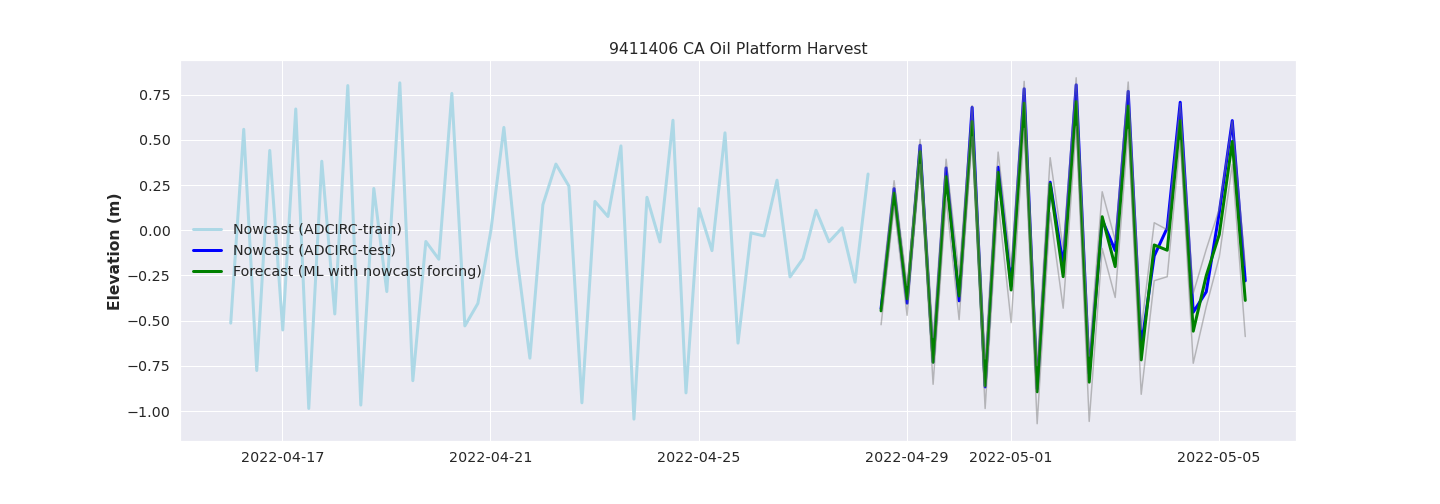 9411406 CA Oil Platform Harvest
Elevation (m)
0.75
0.50
0.25
0.00
−0.25
−0.50
−0.75
−1.00
Nowcast (ADCIRC-train)
Nowcast (ADCIRC-test)
Forecast (ML with nowcast forcing)
2022-04-17
2022-04-21
2022-04-25
2022-04-29
2022-05-01
2022-05-05